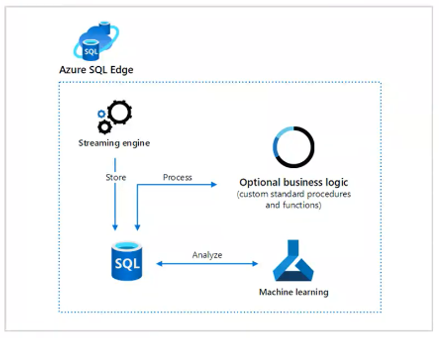 SQL
Azure SQL Edge
Streaming engine
Store
Process
Optional business logic
(custom standard procedures
and functions)
SQL
Analyze
Machine learning